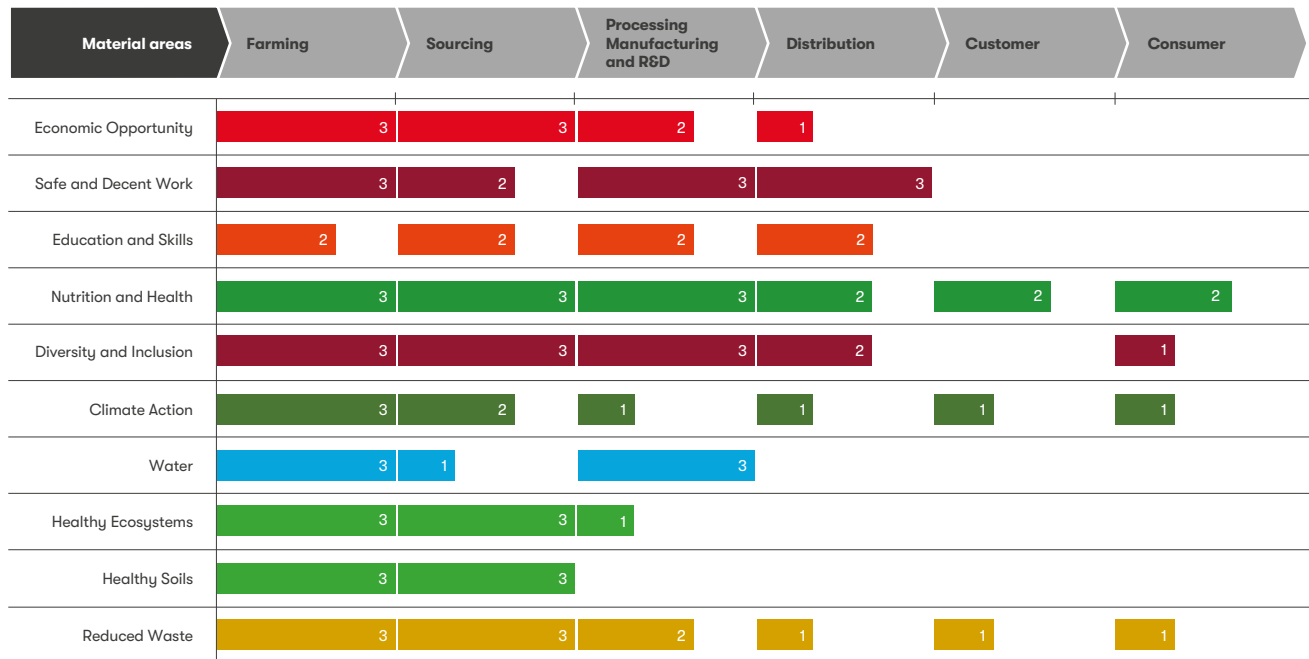 Material areas
Farming
Sourcing
Processing
Manufacturing
and R&D
Distribution
Customer
Consumer
Economic Opportunity
3
3
2
1
Safe and Decent Work
3
2
3
3
Education and Skills
2
2
2
2
Nutrition and Health
3
3
3
2
2
2
Diversity and Inclusion
3
3
3
2
1
Climate Action
3
2
1
1
1
1
Water
3
1
3
Healthy Ecosystems
3
3
1
Healthy Soils
3
3
Reduced Waste
3
3
2
1
1
1